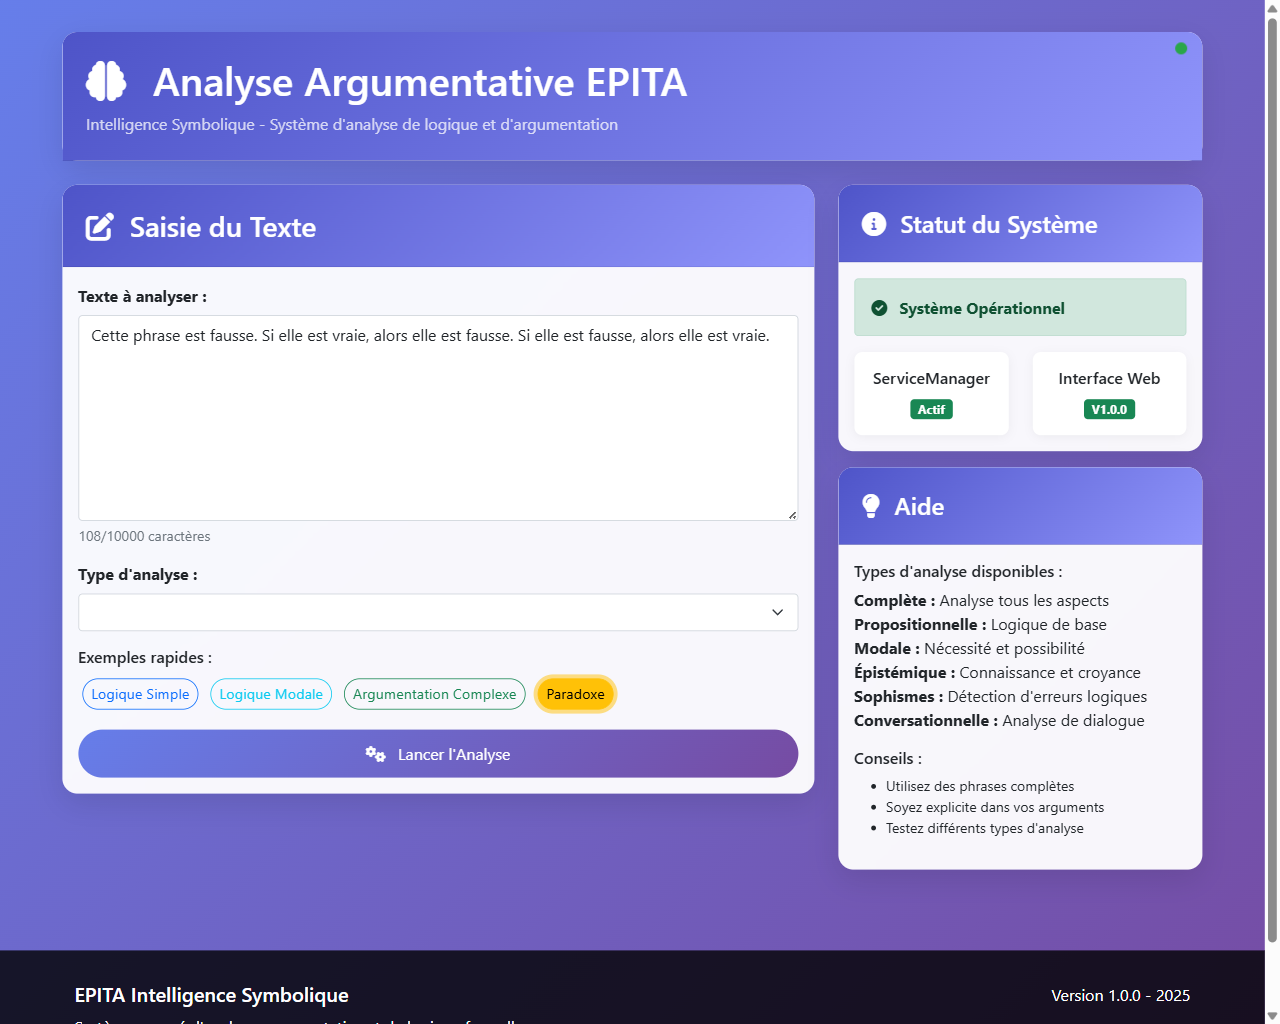 Analyse Argumentative EPITA
Intelligence Symbolique - Système d'analyse de logique et d'argumentation
Saisie du Texte
Texte à analyser :
Cette phrase est fausse. Si elle est vraie, alors elle est fausse. Si elle est fausse, alors elle est vraie.
108/10000 caractères
Type d'analyse :
Exemples rapides :
Logique Simple
Logique Modale
Argumentation Complexe
Paradoxe
Lancer l'Analyse
Statut du Système
Système Opérationnel
ServiceManager
Actif
Interface Web
V1.0.0
Aide
Types d'analyse disponibles :
Complète : Analyse tous les aspects
Propositionnelle : Logique de base
Modale : Nécessité et possibilité
Épistémique : Connaissance et croyance
Sophismes : Détection d'erreurs logiques
Conversationnelle : Analyse de dialogue
Conseils :
Utilisez des phrases complètes
Soyez explicite dans vos arguments
Testez différents types d'analyse
EPITA Intelligence Symbolique
Version 1.0.0 - 2025